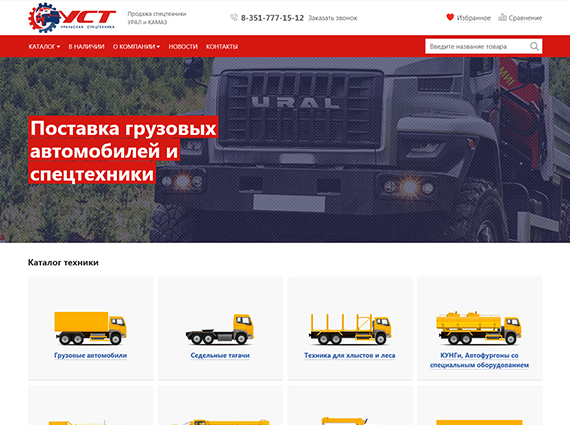 УСТ
УРАЛЬСКАЯ СПЕЦТЕХНИКА
Продажа спецтехники
УРАЛ и КАМАЗ
8-351-777-15-12 Заказать звонок
Избранное
Сравнение
КАТАЛОГ
В НАЛИЧИИ
О КОМПАНИИ
НОВОСТИ
КОНТАКТЫ
Введите название товара
URAL
Поставка грузовых
автомобилей и
спецтехники
Каталог техники
Грузовые автомобили
Седельные тягачи
Техника для хлыстов и леса
КУНГи, Автофургоны со
специальным оборудованием